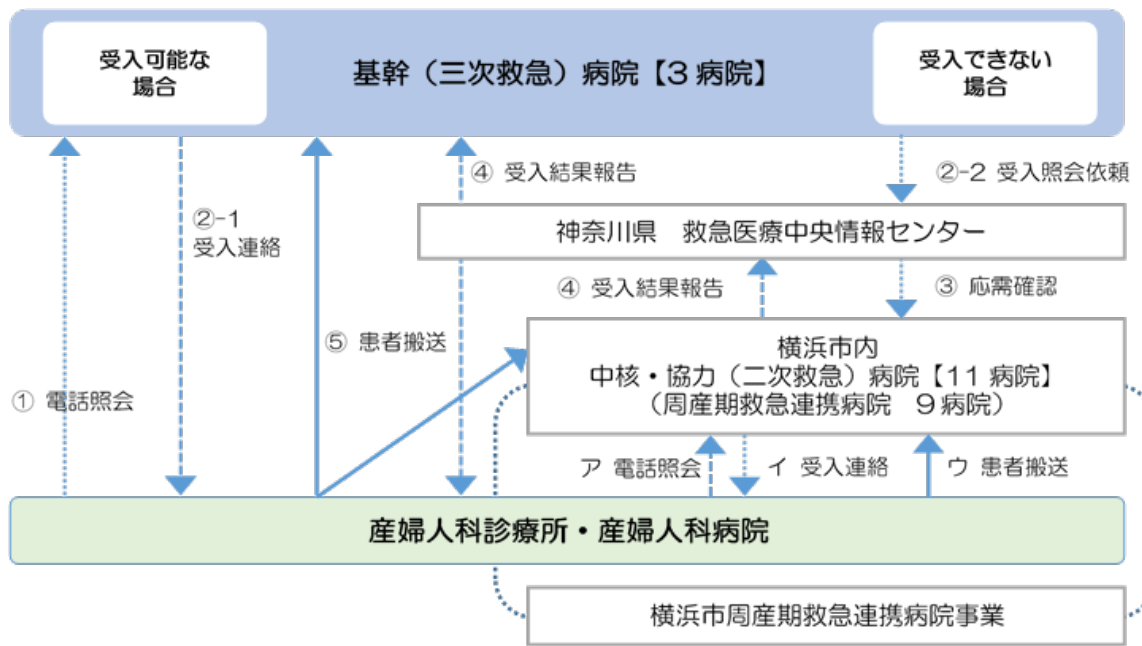 受入可能な
場合
基幹（三次救急）病院【3 病院】
受入できない
場合
④ 受入結果報告
②-2 受入照会依頼
②-1
受入連絡
神奈川県　救急医療中央情報センター
④ 受入結果報告
③ 応需確認
⑤ 患者搬送
横浜市内
中核・協力（二次救急）病院【11 病院】
（周産期救急連携病院　9 病院）
① 電話照会
ア 電話照会
イ 受入連絡
ウ 患者搬送
産婦人科診療所・産婦人科病院
横浜市周産期救急連携病院事業